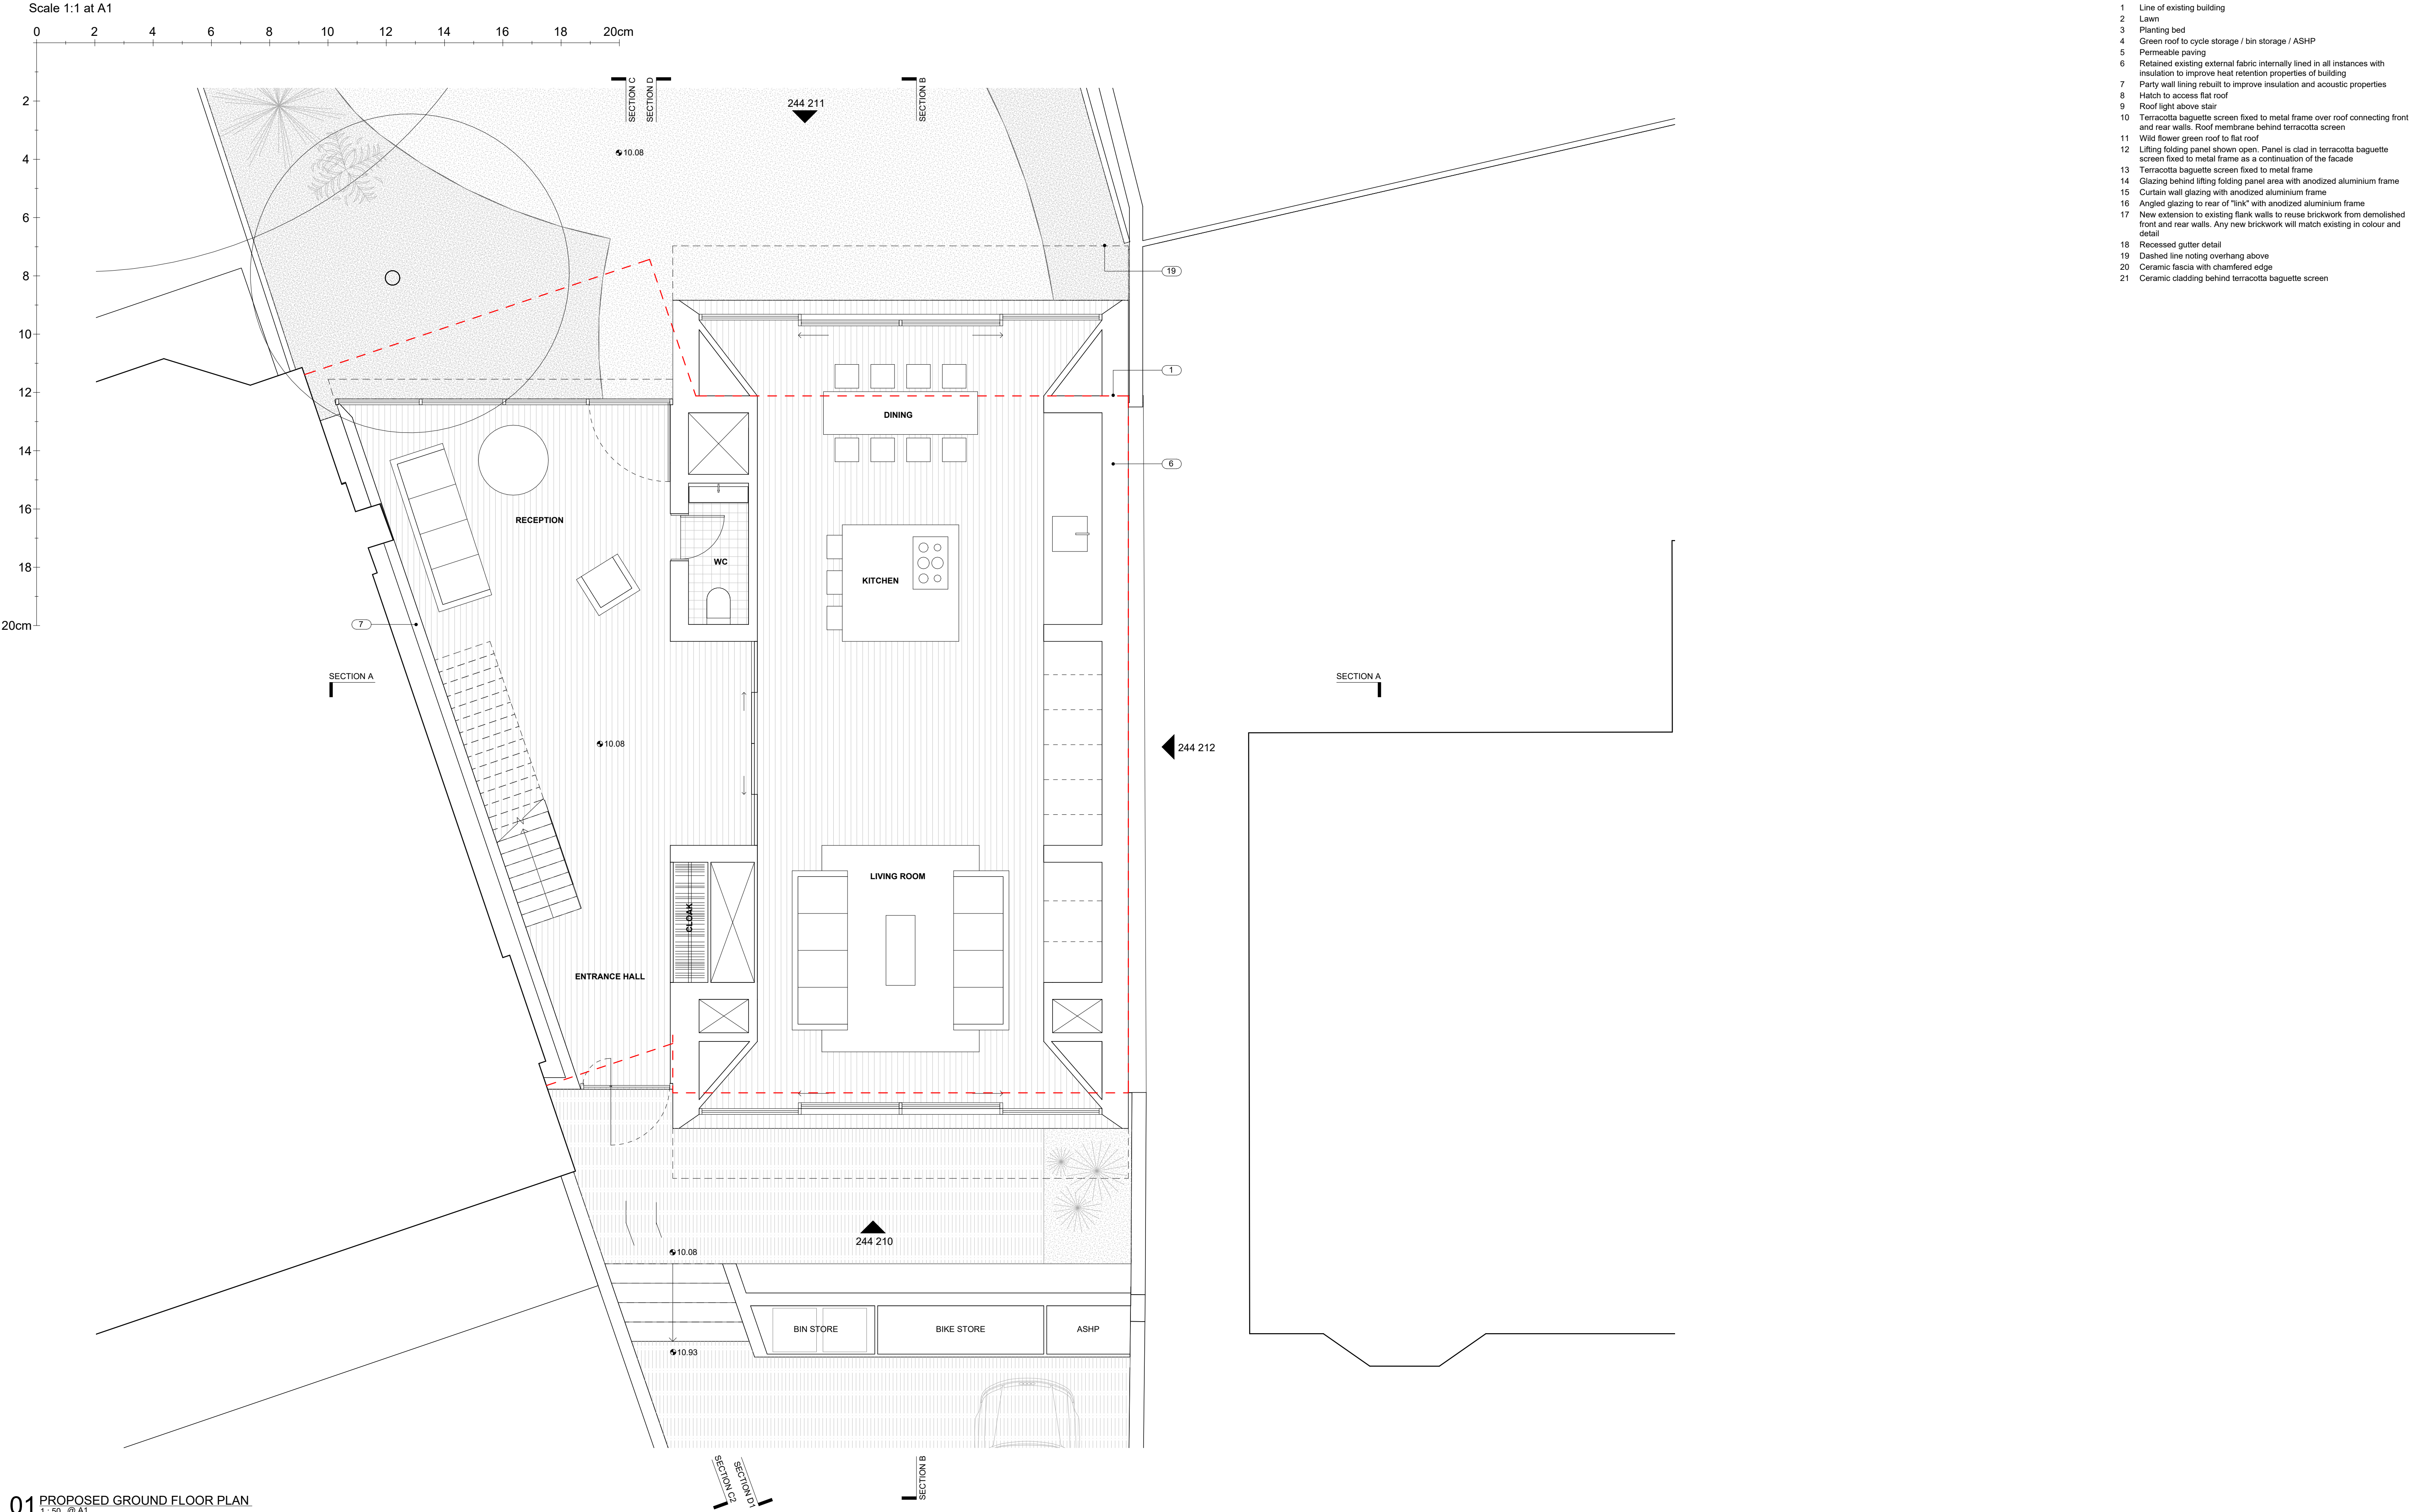 Scale 1:1 at A1
0 2 4 6 8 10 12 14 16 18 20cm
2
4
6
8
10
12
14
16
18
20cm
SECTION C
SECTION D
SECTION B
244 211
10.08
19
1
DINING
6
RECEPTION
WC
KITCHEN
7
SECTION A
SECTION A
10.08
244 212
LIVING ROOM
CLOAK
ENTRANCE HALL
244 210
10.08
BIN STORE
BIKE STORE
ASHP
10.93
SECTION C2
SECTION D1
SECTION B
01 PROPOSED GROUND FLOOR PLAN
1 : 50 @ A1
1 Line of existing building
2 Lawn
3 Planting bed
4 Green roof to cycle storage / bin storage / ASHP
5 Permeable paving
6 Retained existing external fabric internally lined in all instances with
insulation to improve heat retention properties of building
7 Party wall lining rebuilt to improve insulation and acoustic properties
8 Hatch to access flat roof
9 Roof light above stair
10 Terracotta baguette screen fixed to metal frame over roof connecting front
and rear walls. Roof membrane behind terracotta screen
11 Wild flower green roof to flat roof
12 Lifting folding panel shown open. Panel is clad in terracotta baguette
screen fixed to metal frame as a continuation of the facade
13 Terracotta baguette screen fixed to metal frame
14 Glazing behind lifting folding panel area with anodized aluminium frame
15 Curtain wall glazing with anodized aluminium frame
16 Angled glazing to rear of "link" with anodized aluminium frame
17 New extension to existing flank walls to reuse brickwork from demolished
front and rear walls. Any new brickwork will match existing in colour and
detail
18 Recessed gutter detail
19 Dashed line noting overhang above
20 Ceramic fascia with chamfered edge
21 Ceramic cladding behind terracotta baguette screen